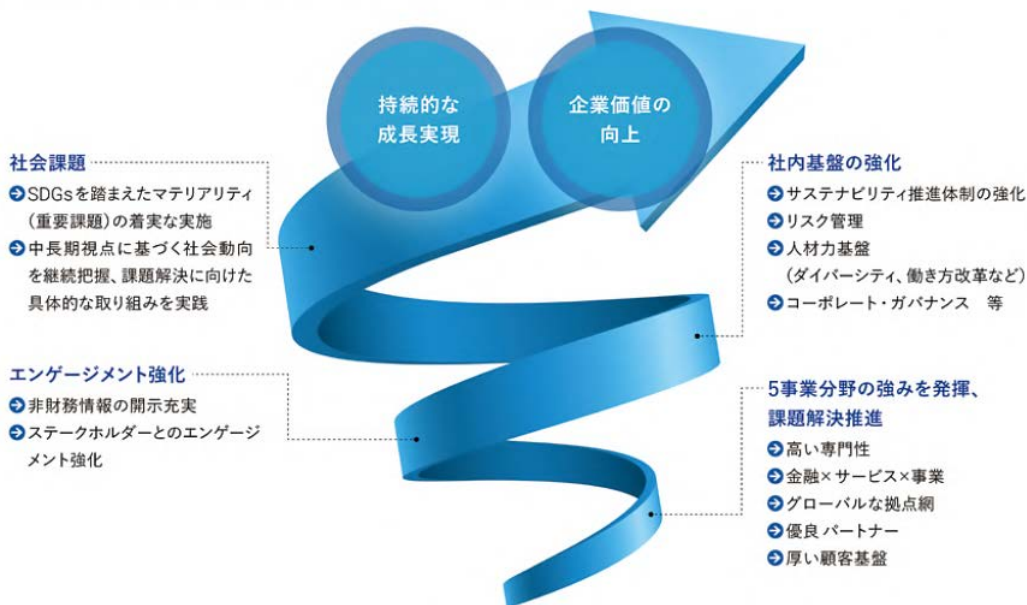 持続的な
成長実現
企業価値の
向上
社会課題
SDGsを踏まえたマテリアリティ
(重要課題)の着実な実施
中長期視点に基づく社会動向
を継続把握、課題解決に向けた
具体的な取り組みを実践
エンゲージメント強化
非財務情報の開示充実
ステークホルダーとのエンゲージ
メント強化
社内基盤の強化
サステナビリティ推進体制の強化
リスク管理
人材力基盤
(ダイバーシティ、働き方改革など)
コーポレート・ガバナンス　等
5事業分野の強みを発揮、
課題解決推進
高い専門性
金融×サービス×事業
グローバルな拠点網
優良パートナー
厚い顧客基盤